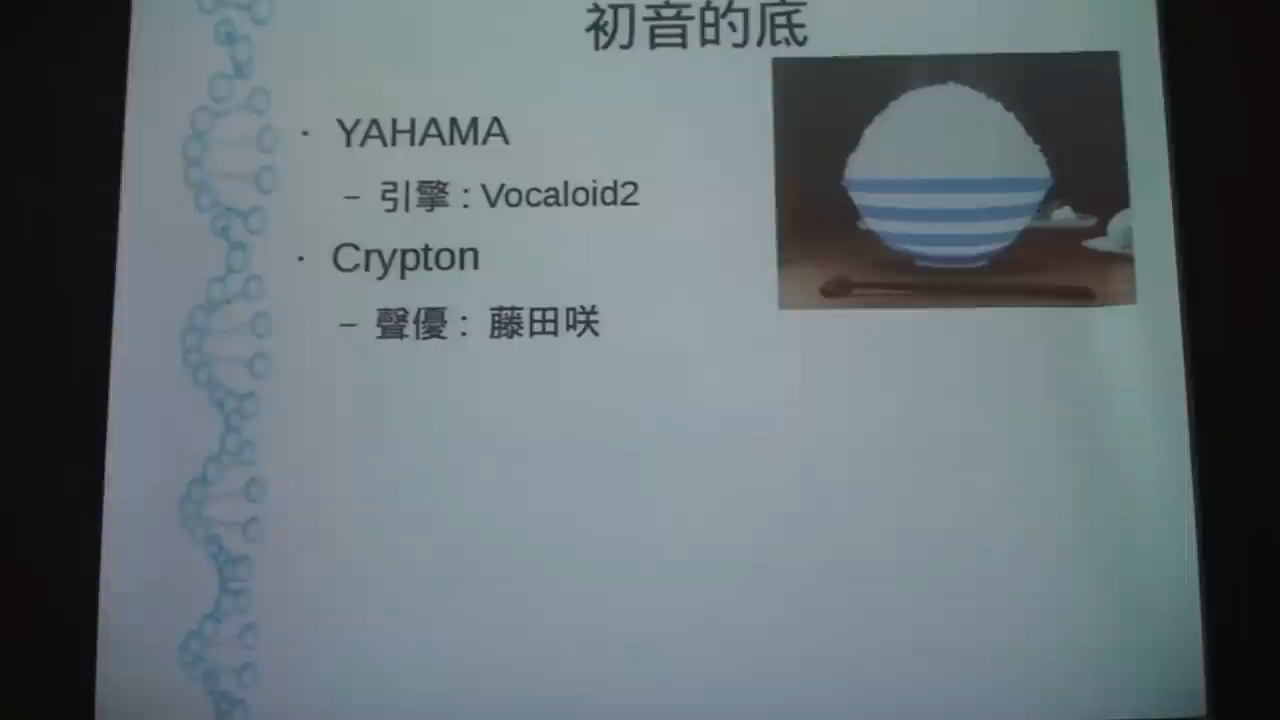 初音的底
· YAHAMA
– 引擎 : Vocaloid2
· Crypton
– 聲優 : 藤田咲